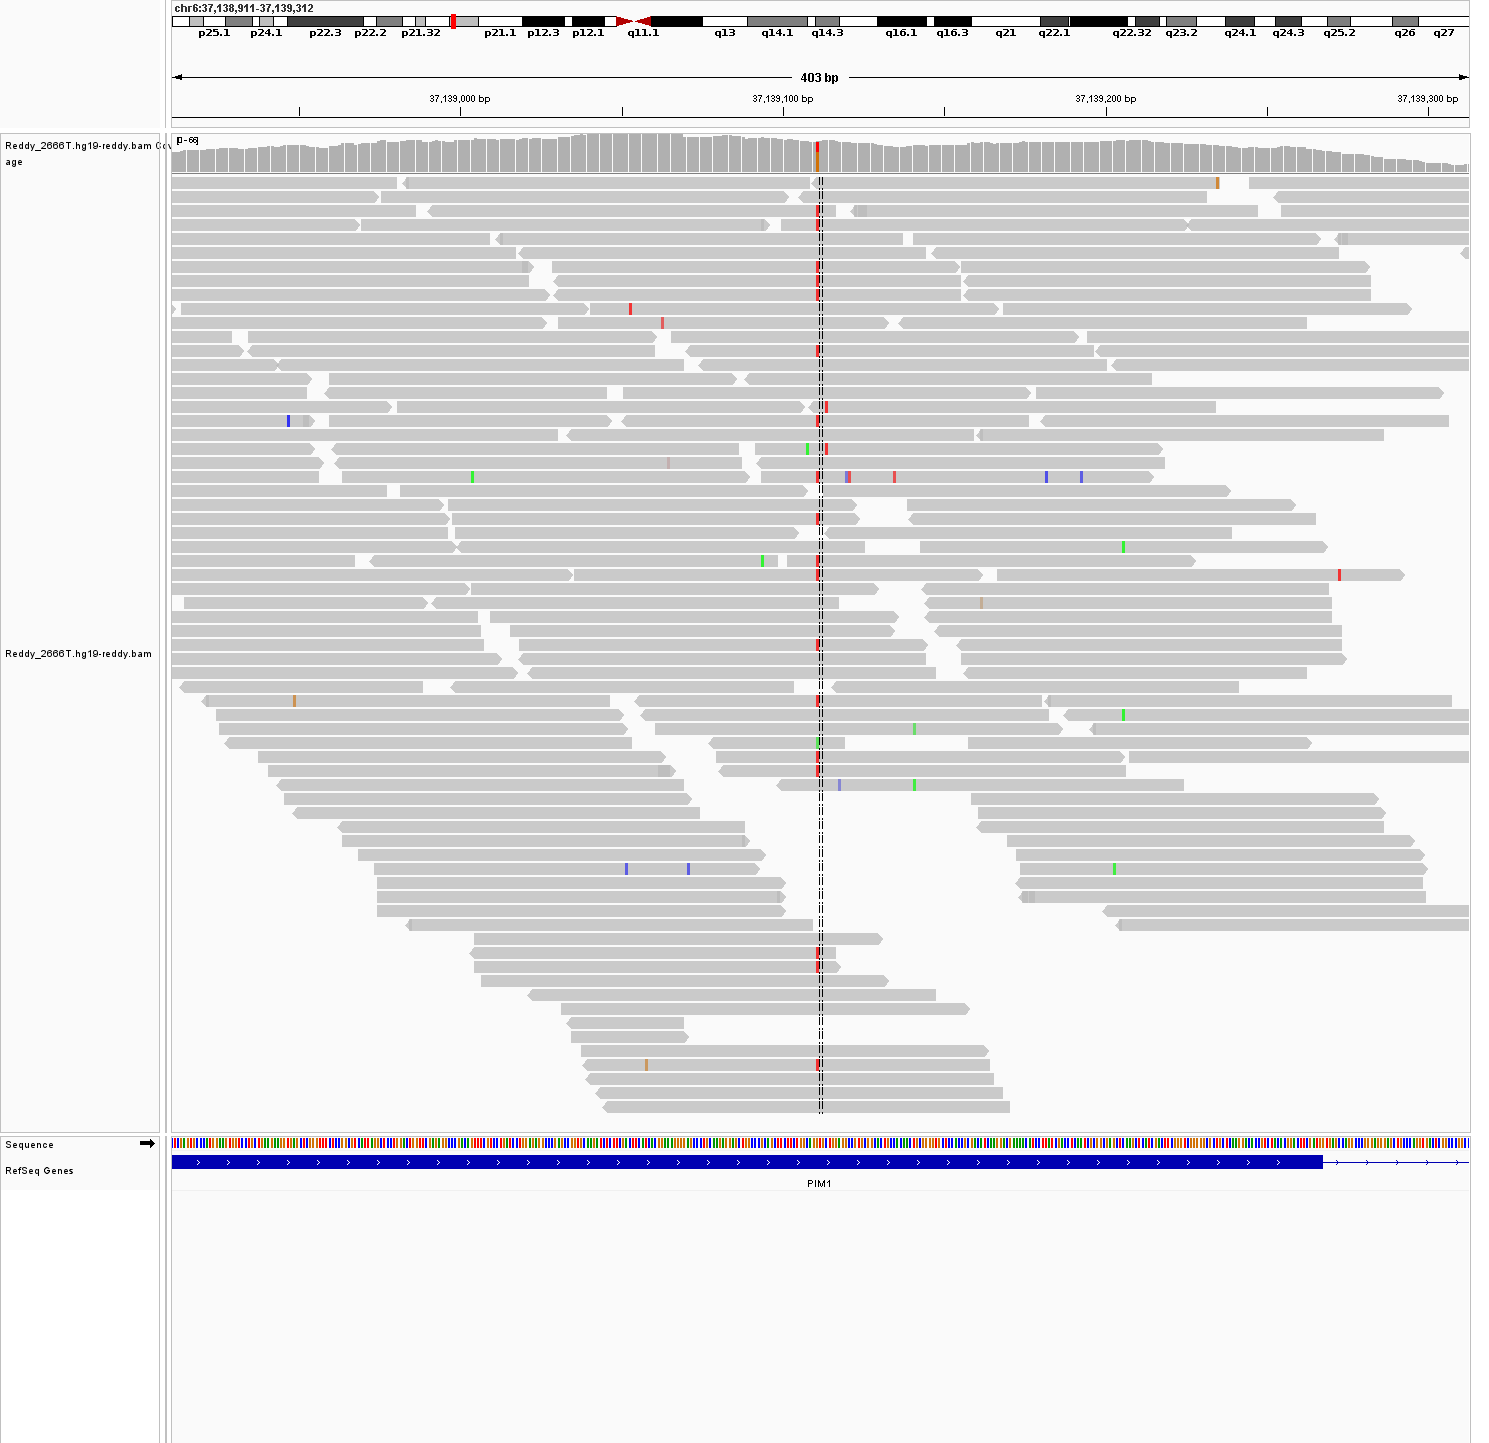 chr6:37,138,911-37,139,312
p25.1 p24.1 p22.3 p22.2 p21.32 p21.1 p12.3 p12.1 q11.1 q13 q14.1 q14.3 q16.1 q16.3 q21 q22.1 q22.32 q23.2 q24.1 q24.3 q25.2 q26 q27
403 bp
37,139,000 bp 37,139,100 bp 37,139,200 bp 37,139,300 bp
Reddy_2666T.hg19-reddy.bam Cov
age
[0 - 66]
Reddy_2666T.hg19-reddy.bam
Sequence
RefSeq Genes
PIM1